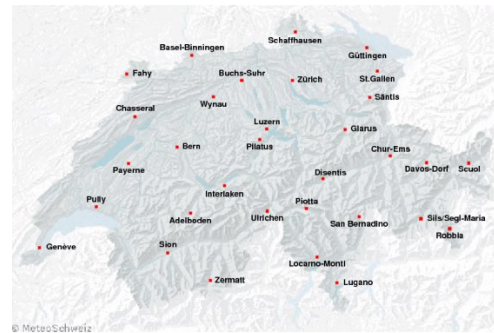 Schaffhausen
Basel-Binningen
Güttingen
Fahy
Buchs-Suhr
Zürich
St.Gallen
Säntis
Wynau
Chasseral
Luzern
Glarus
Bern
Pilatus
Chur-Ems
Payerne
Disentis
Davos-Dorf
Scuol
Interlaken
Pully
Adelboden
Ulrichen
Piotta
San Bernadino
Sils/Segl-Maria
Robbia
Genève
Sion
Locarno-Monti
Zermatt
Lugano
© MeteoSchweiz